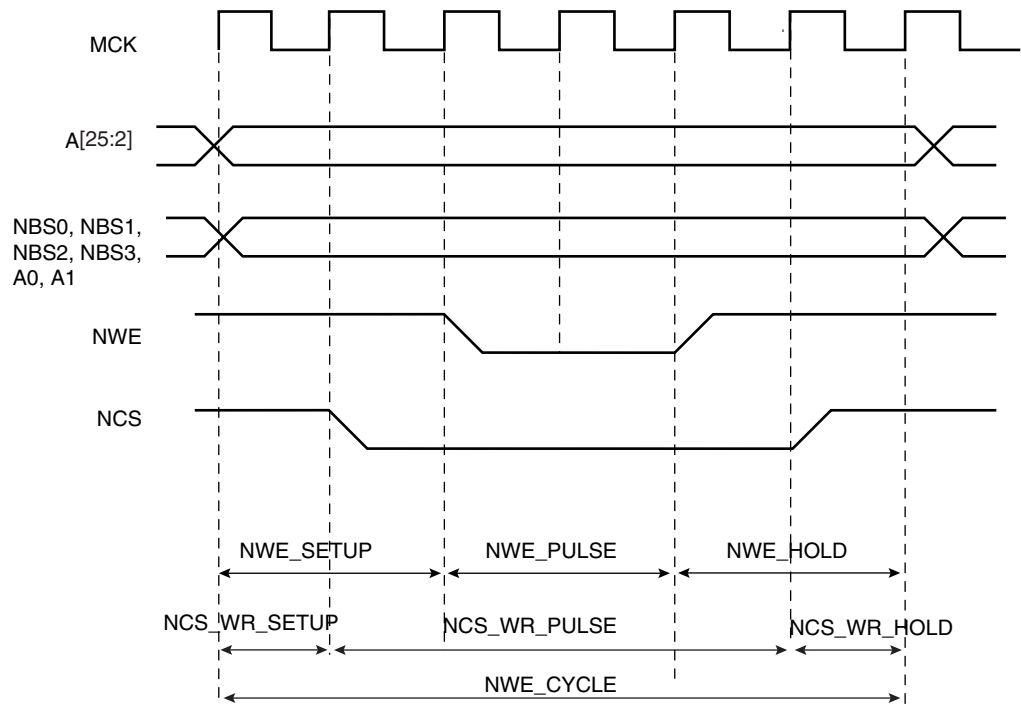 MCK
A[25:2]
NBS0, NBS1,
NBS2, NBS3,
A0, A1
NWE
NCS
NWE_SETUP
NWE_PULSE
NWE_HOLD
NCS_WR_SETUP
NCS_WR_PULSE
NCS_WR_HOLD
NWE_CYCLE